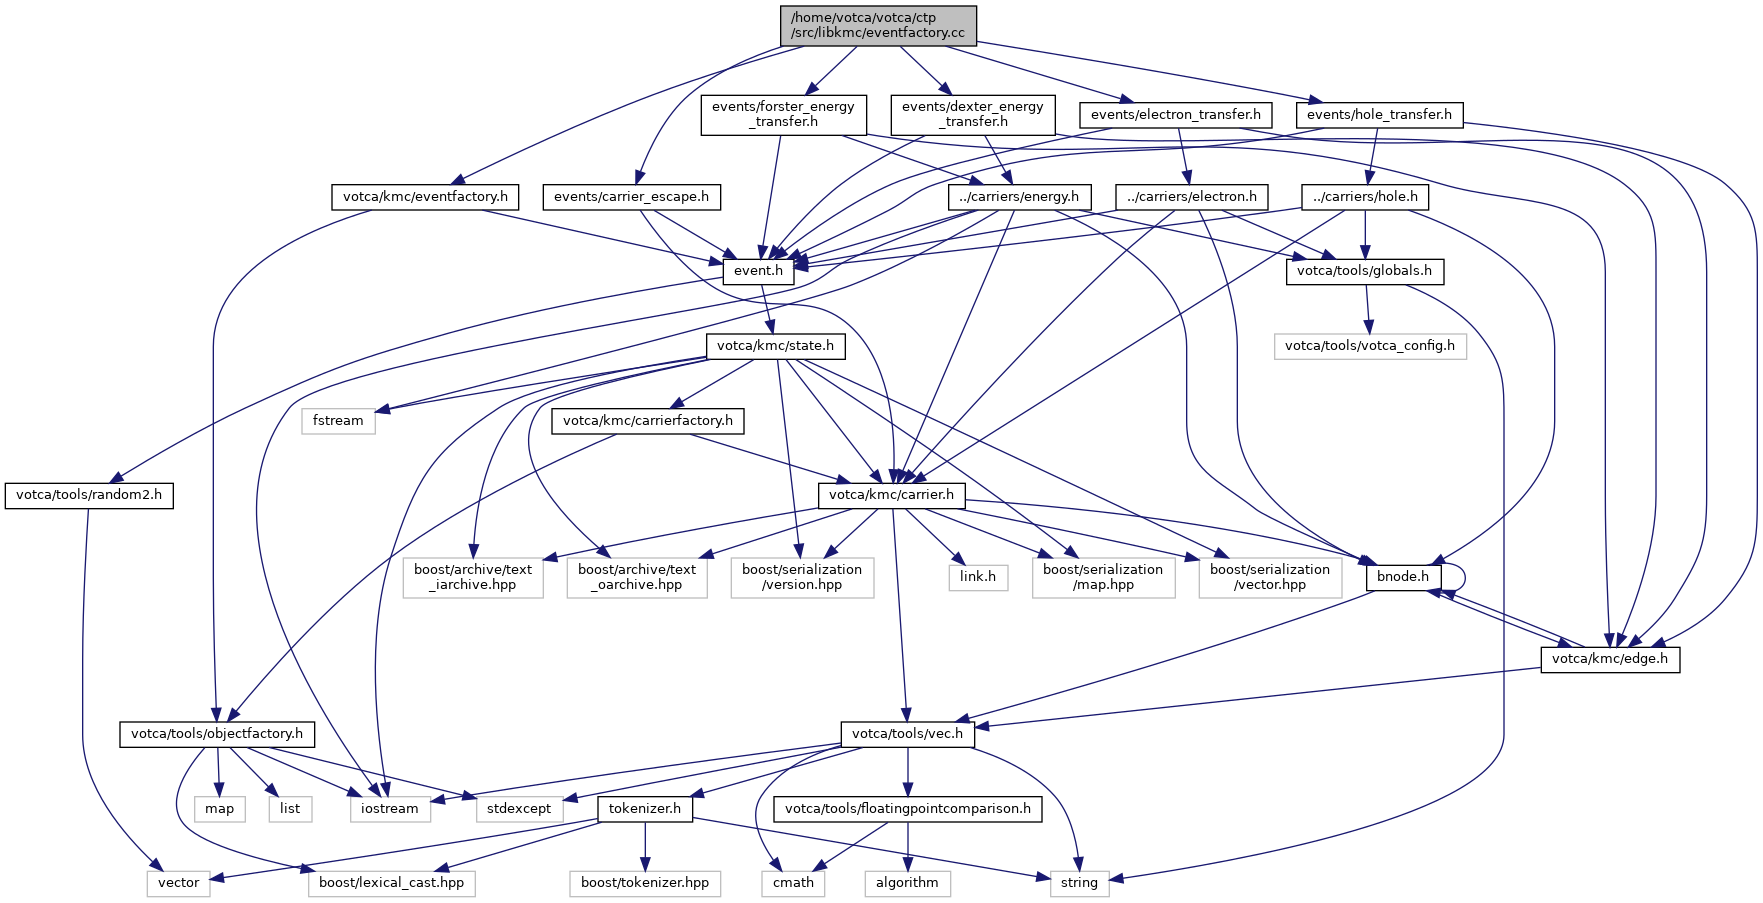 /home/votca/votca/ctp
/src/libkmc/eventfactory.cc
events/forster_energy
_transfer.h
events/dexter_energy
_transfer.h
events/electron_transfer.h
events/hole_transfer.h
votca/kmc/eventfactory.h
events/carrier_escape.h
../carriers/energy.h
../carriers/electron.h
../carriers/hole.h
event.h
votca/tools/globals.h
votca/kmc/state.h
votca/tools/votca_config.h
fstream
votca/kmc/carrierfactory.h
votca/tools/random2.h
votca/kmc/carrier.h
boost/archive/text
_iarchive.hpp
boost/archive/text
_oarchive.hpp
boost/serialization
/version.hpp
link.h
boost/serialization
/map.hpp
boost/serialization
/vector.hpp
bnode.h
votca/kmc/edge.h
votca/tools/objectfactory.h
votca/tools/vec.h
map
list
iostream
stdexcept
tokenizer.h
votca/tools/floatingpointcomparison.h
vector
boost/lexical_cast.hpp
boost/tokenizer.hpp
cmath
algorithm
string